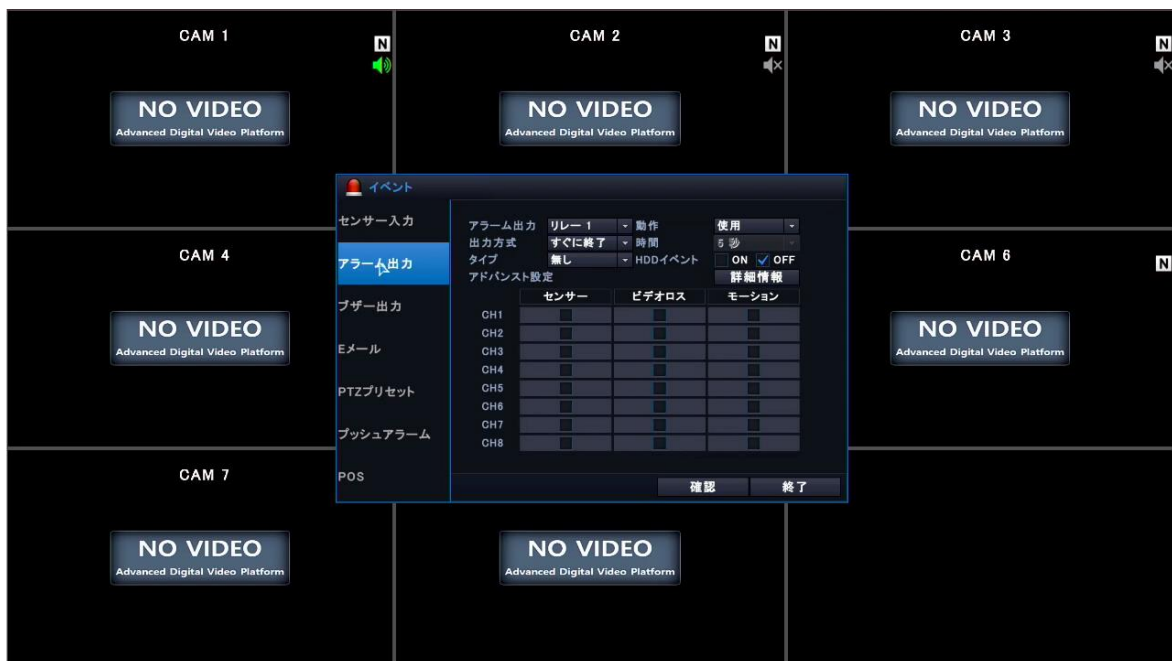 CAM 1
N
NO VIDEO
Advanced Digital Video Platform
CAM 2
N
NO VIDEO
Advanced Digital Video Platform
CAM 3
N
NO VIDEO
Advanced Digital Video Platform
CAM 4
NO VIDEO
Advanced Digital Video Platform
イベント
センサー入力
アラーム出力
ブザー出力
Eメール
PTZプリセット
プッシュアラーム
POS
アラーム出力 リレー 1 動作 使用
出力方式 すぐに終了 時間 5 秒
タイプ 無し HDDイベント ON OFF
アドバンスト設定 詳細情報
センサー ビデオロス モーション
CH1
CH2
CH3
CH4
CH5
CH6
CH7
CH8
確認 終了
CAM 6
N
NO VIDEO
Advanced Digital Video Platform
CAM 7
NO VIDEO
Advanced Digital Video Platform
NO VIDEO
Advanced Digital Video Platform